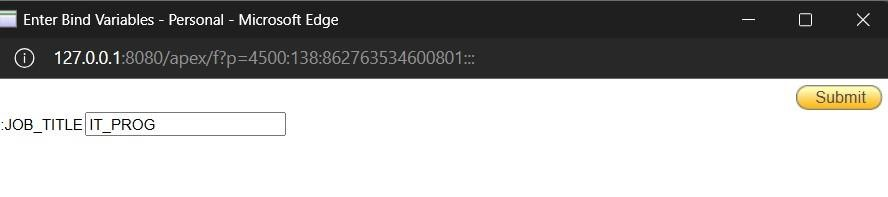 Enter Bind Variables - Personal - Microsoft Edge
127.0.0.1:8080/apex/f?p=4500:138:862763534600801:::
Submit
:JOB_TITLE IT_PROG